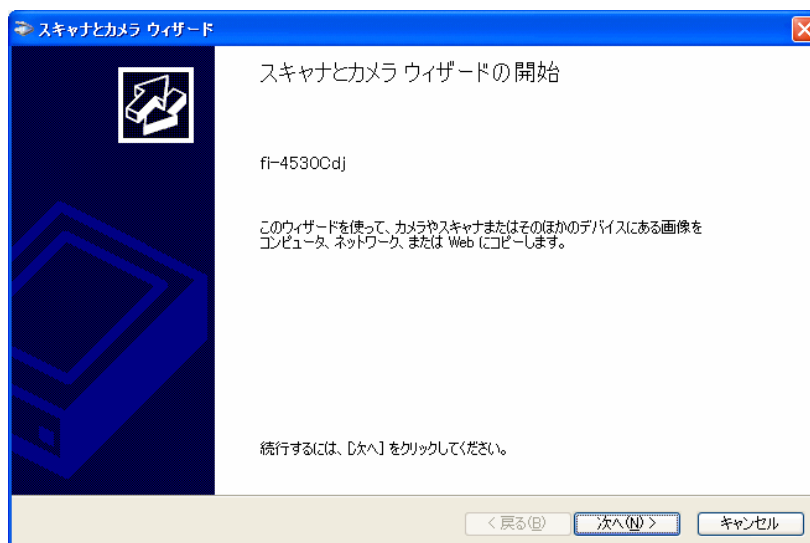 スキャナとカメラ ウィザード
スキャナとカメラ ウィザードの開始
fi-4530Cdj
このウィザードを使って、カメラやスキャナまたはそのほかのデバイスにある画像を
コンピュータ、ネットワーク、または Web にコピーします。
続行するには、[次へ] をクリックしてください。
< 戻る(B) 次へ(N) > キャンセル